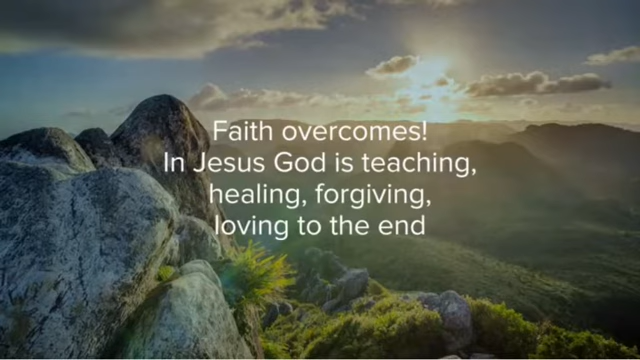 Faith overcomes!
In Jesus God is teaching,
healing, forgiving,
loving to the end